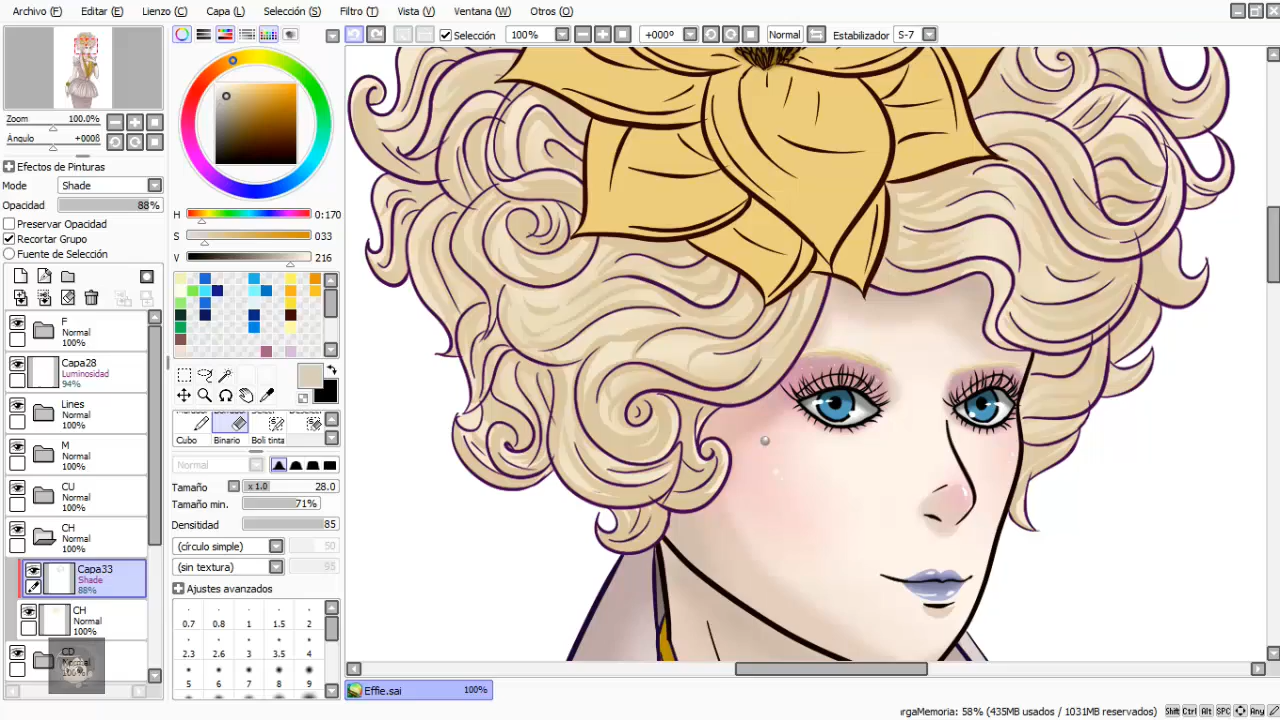 Archivo (F) Editar (E) Lienzo (C) Capa (L) Selección (S) Filtro (T) Vista (V) Ventana (W) Otros (O)
Selección 100% +000° Normal Estabilizador S-7
Zoom 100.0%
Ángulo +000ß
Efectos de Pinturas
Modo Shade
Opacidad 88%
Preservar Opacidad
Recortar Grupo
Fuente de Selección
F
Normal
100%
Capa28
Luminosidad
94%
Lines
Normal
100%
M
Normal
100%
CU
Normal
100%
CH
Normal
100%
Capa33
Shade
88%
CH
Normal
100%
Normal
100%
H 0:170
S 033
V 216
Cubo Binario Boli tinta
Normal
Tamaño x 1.0 28.0
Tamaño min. 71%
Densitidad 85
(círculo simple) 50
(sin textura) 95
Ajustes avanzados
0.7 0.8 1 1.5 2
2.3 2.6 3 3.5 4
5 6 7 8 9
Effie.sai 100%
ırgaMemoria: 58% (435MB usados / 1031MB reservados) Shift Ctrl Alt SPC Any